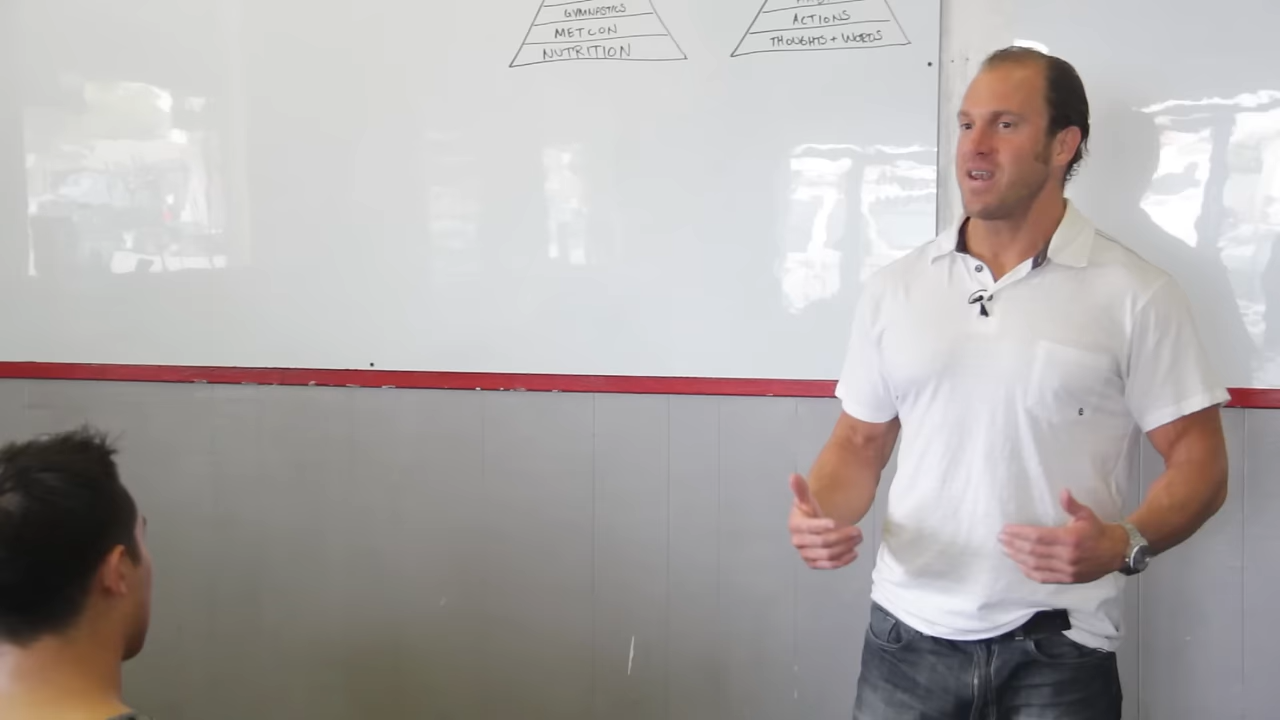 GYMNASTICS
METCON
NUTRITION
ACTIONS
THOUGHTS + WORDS